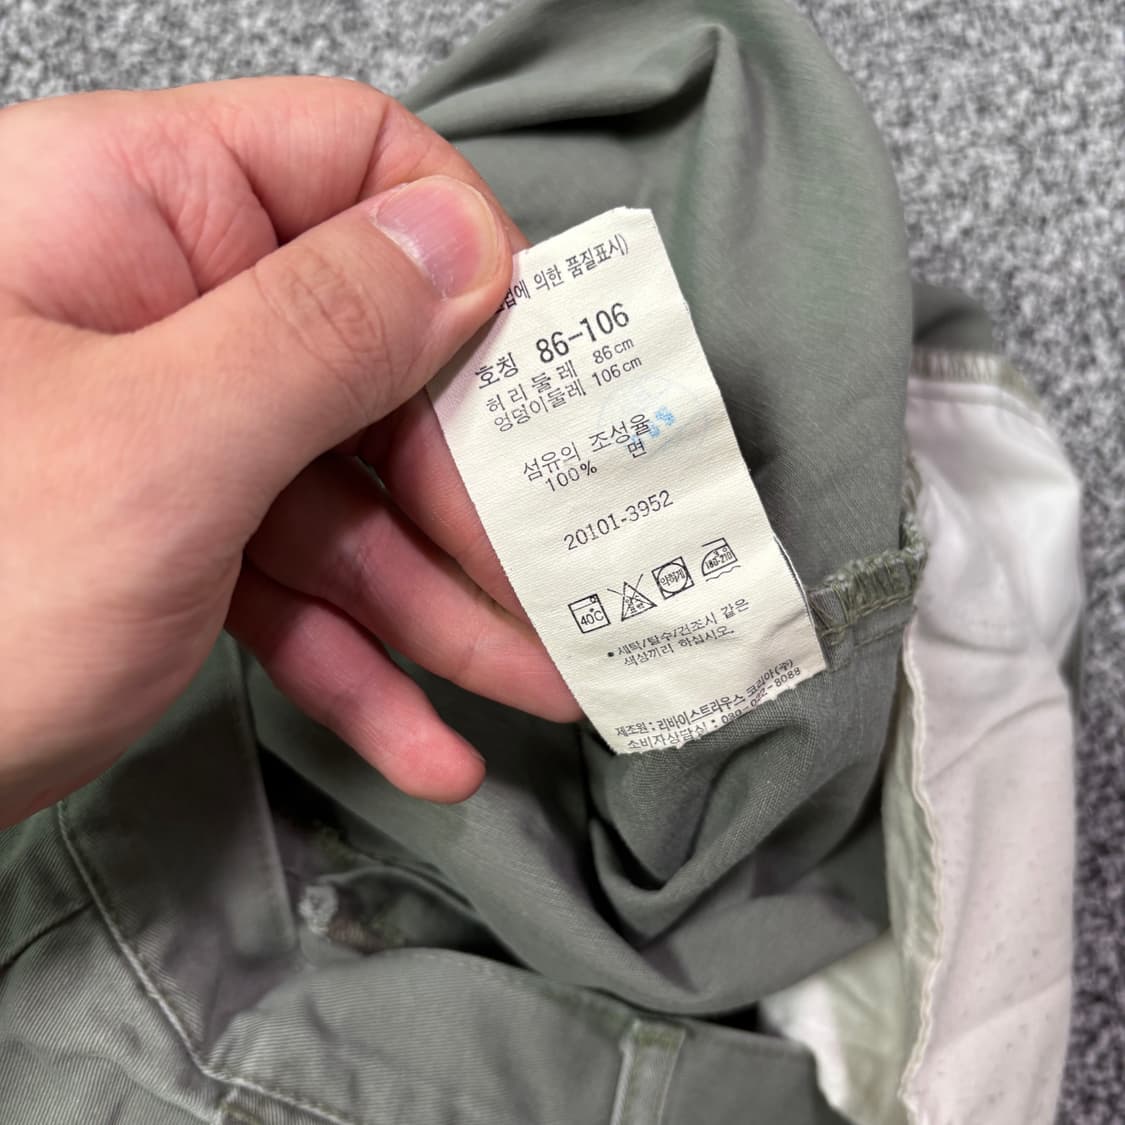 에 의한 품질표시)
호칭 86-106
허리둘레 86cm
엉덩이둘레 106cm
섬유의 조성율
100% 면
20101-3952
40℃ 약하게 180-210
• 세탁/탈수/건조시 같은
색상끼리 하십시오.
제조원 : 리바이스트라우스 코리아(주)
소비자상담실 :